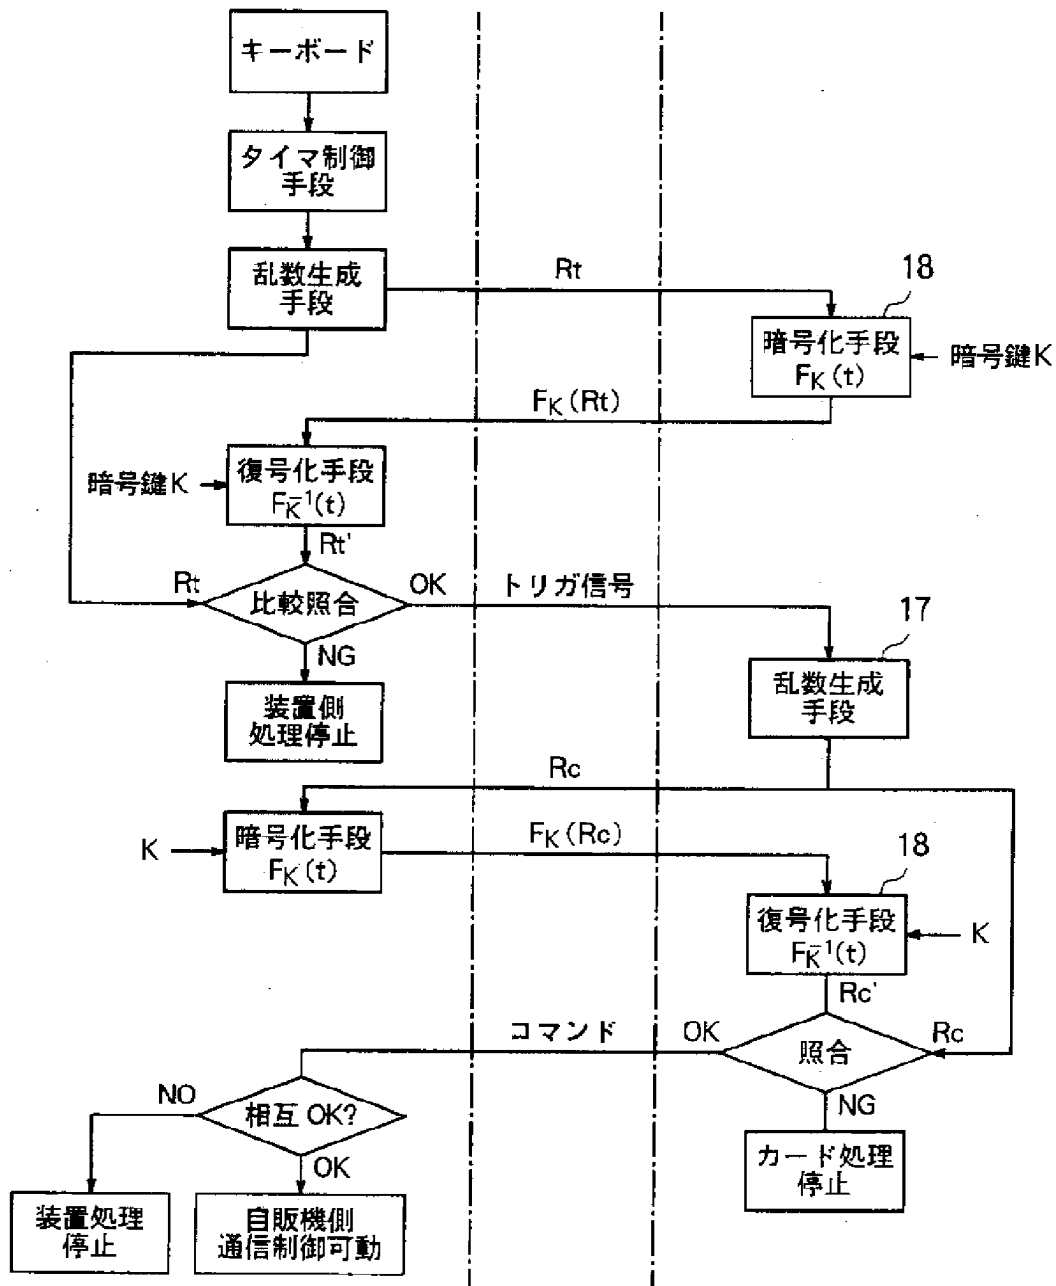 キーボード
タイマ制御
手段
乱数生成
手段
Rt
18
暗号化手段
FK(t)
暗号鍵K
FK(Rt)
暗号鍵K
復号化手段
FK⁻¹(t)
Rt'
Rt
比較照合
OK
トリガ信号
NG
17
乱数生成
手段
装置側
処理停止
Rc
K
暗号化手段
FK(t)
FK(Rc)
18
復号化手段
FK⁻¹(t)
K
Rc'
コマンド
OK
照合
Rc
NG
NO
相互OK?
OK
カード処理
停止
装置処理
停止
自販機側
通信制御可動